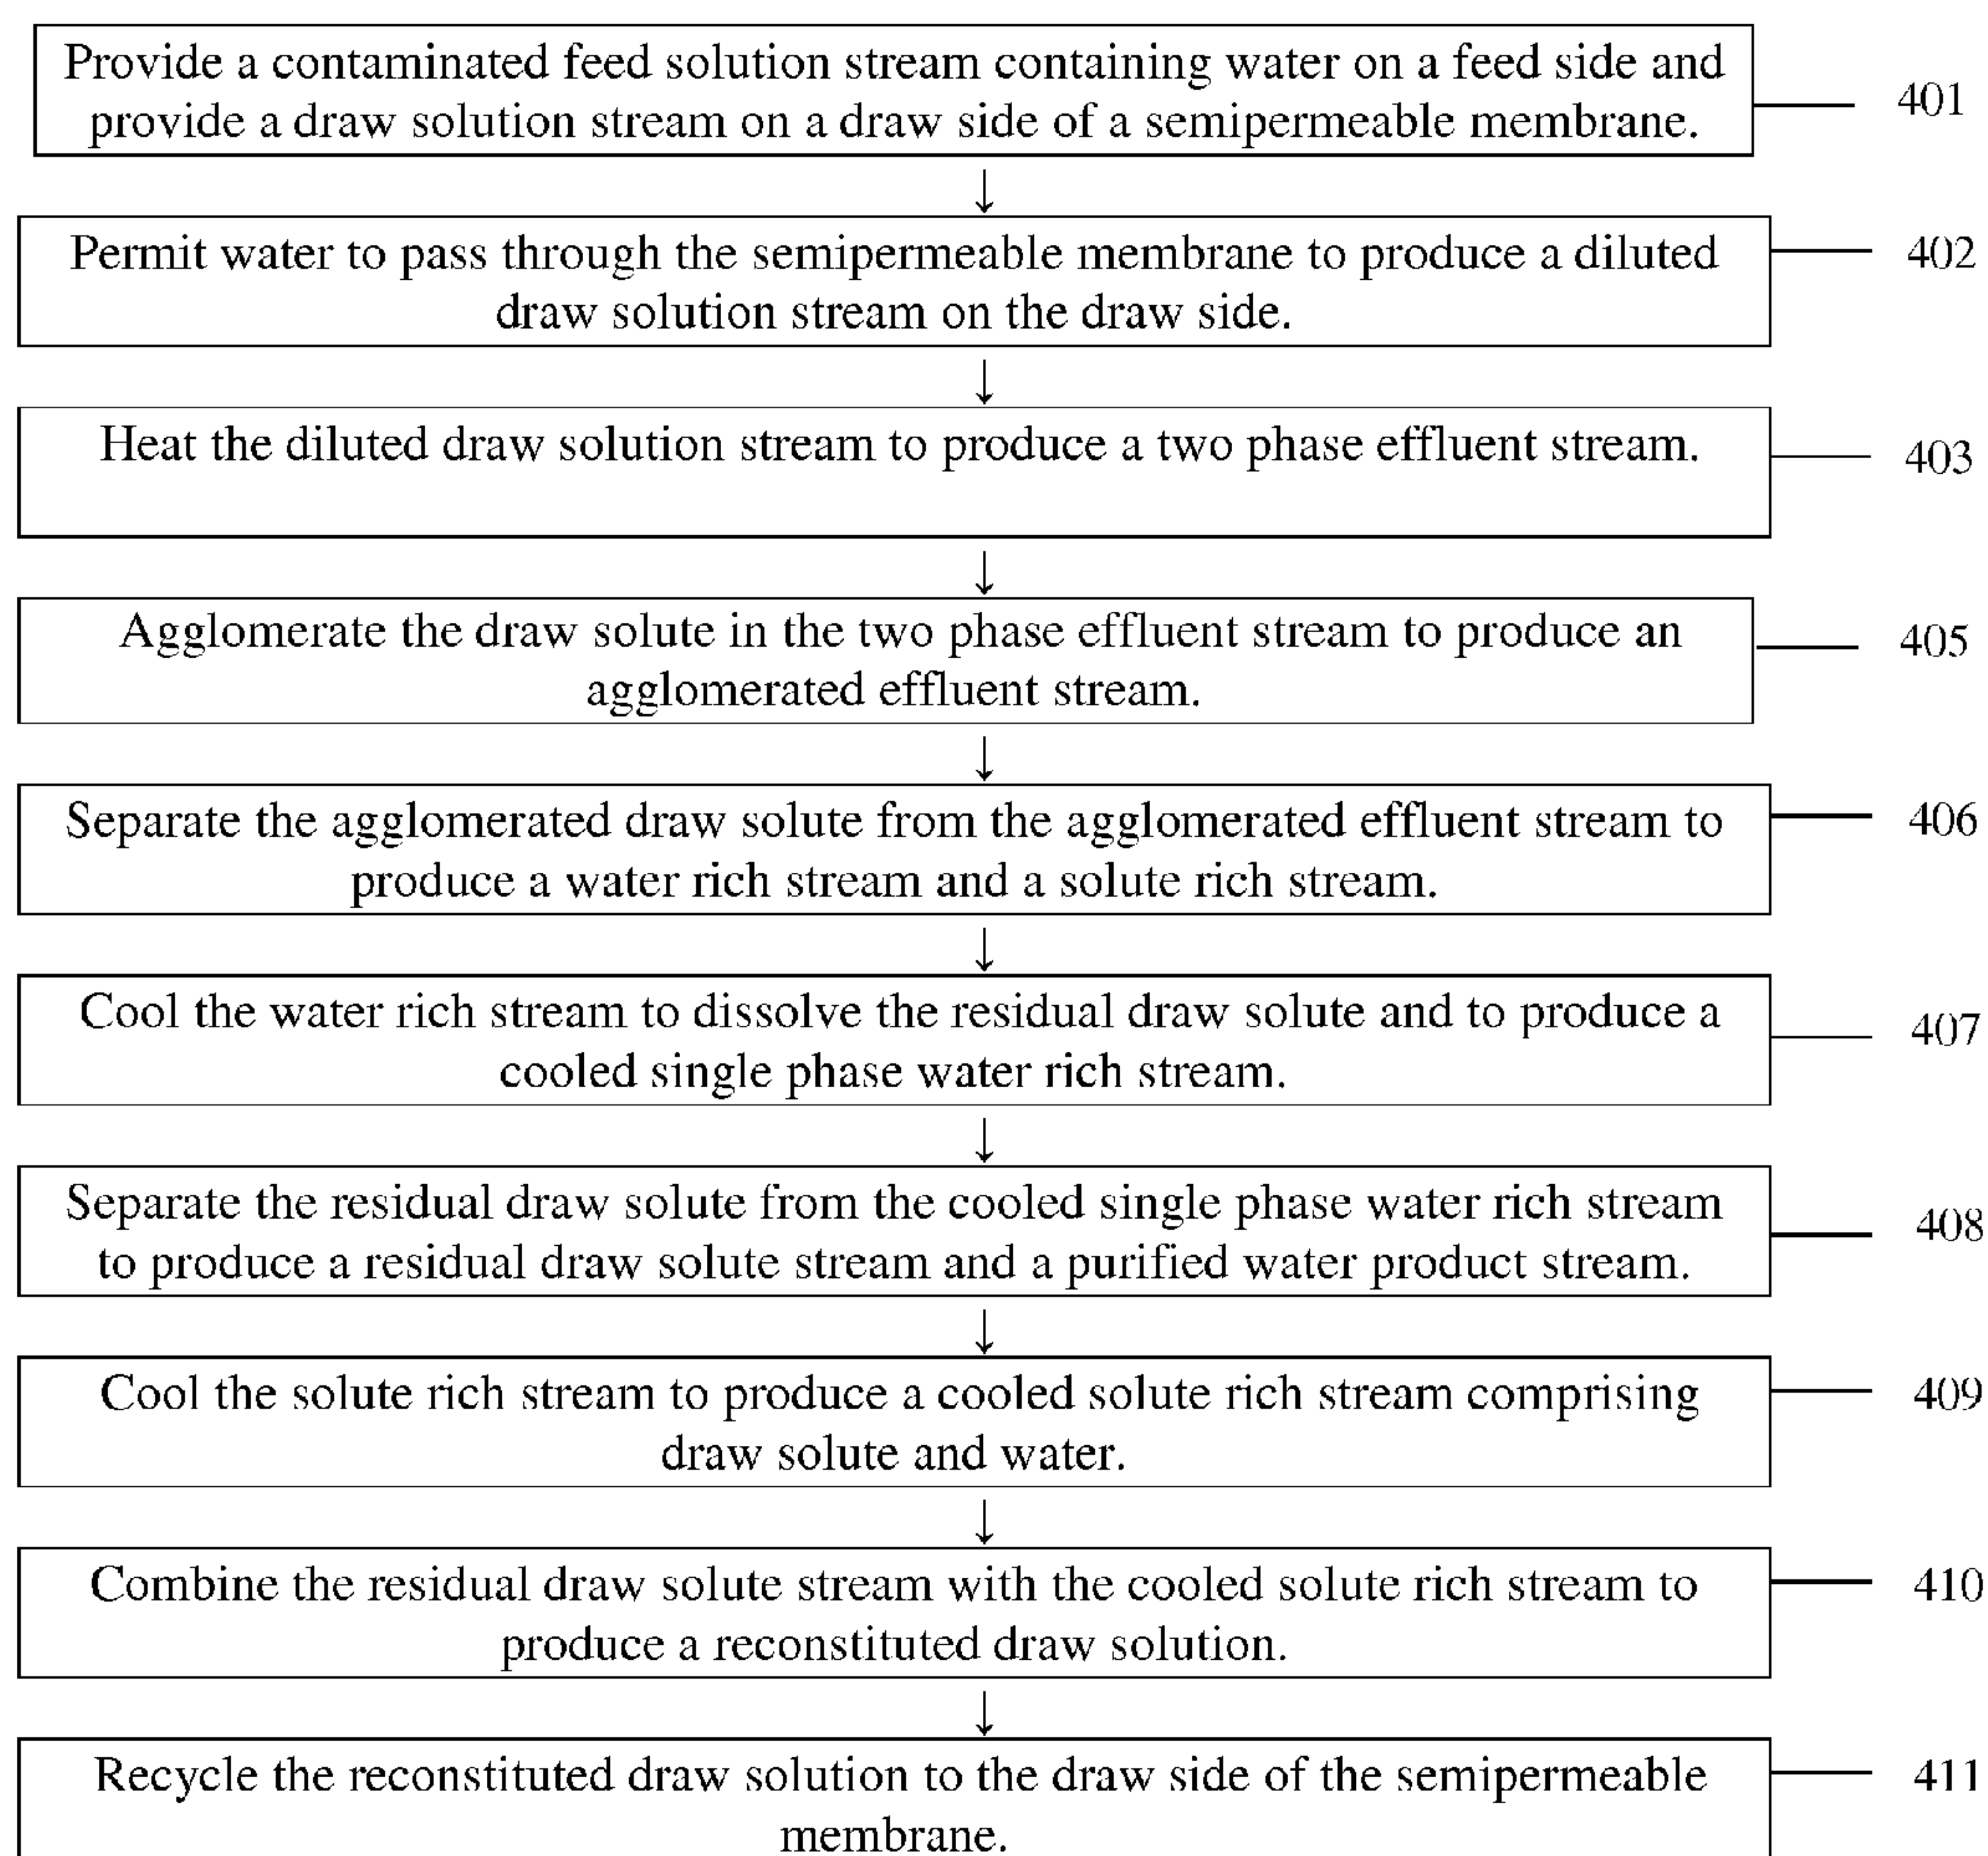 Provide a contaminated feed solution stream containing water on a feed side and
provide a draw solution stream on a draw side of a semipermeable membrane.
401
Permit water to pass through the semipermeable membrane to produce a diluted
draw solution stream on the draw side.
402
Heat the diluted draw solution stream to produce a two phase effluent stream.
403
Agglomerate the draw solute in the two phase effluent stream to produce an
agglomerated effluent stream.
405
Separate the agglomerated draw solute from the agglomerated effluent stream to
produce a water rich stream and a solute rich stream.
406
Cool the water rich stream to dissolve the residual draw solute and to produce a
cooled single phase water rich stream.
407
Separate the residual draw solute from the cooled single phase water rich stream
to produce a residual draw solute stream and a purified water product stream.
408
Cool the solute rich stream to produce a cooled solute rich stream comprising
draw solute and water.
409
Combine the residual draw solute stream with the cooled solute rich stream to
produce a reconstituted draw solution.
410
Recycle the reconstituted draw solution to the draw side of the semipermeable
membrane.
411